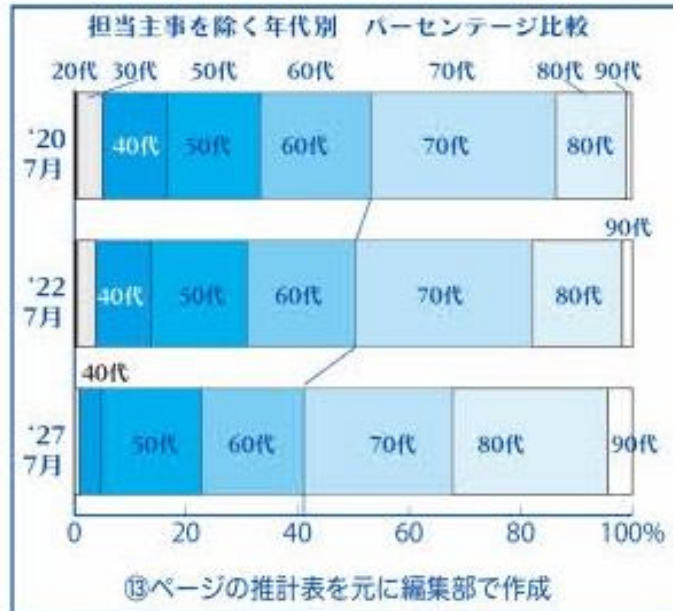 担当主事を除く年代別　パーセンテージ比較
20代 30代 50代 60代 70代 80代 90代
'20
7月
40代 50代 60代 70代 80代
90代
'22
7月
40代 50代 60代 70代 80代
40代
'27
7月
50代 60代 70代 80代 90代
0 20 40 60 80 100%
⑬ページの推計表を元に編集部で作成